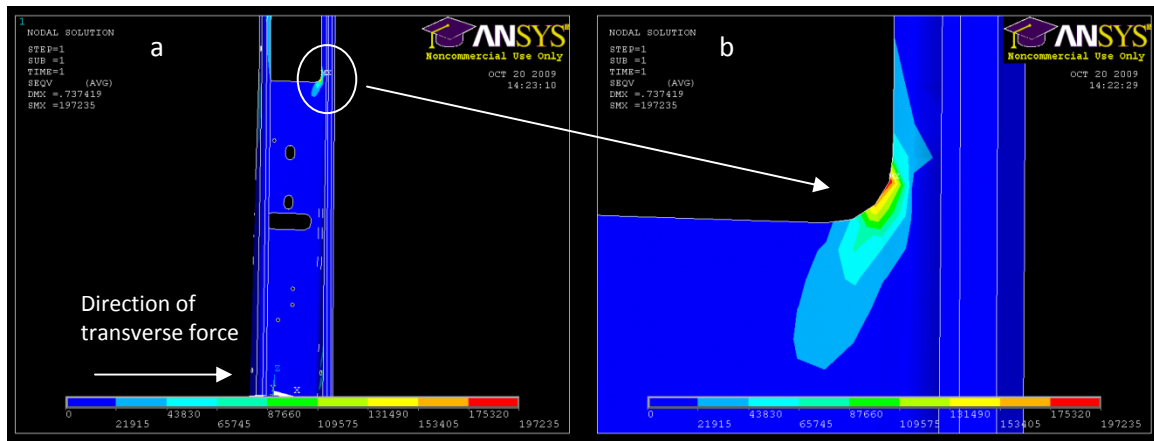 1
NODAL SOLUTION
STEP=1
SUB =1
TIME=1
SEQV (AVG)
DMX =.737419
SMX =197235
a
ANSYS
Noncommercial Use Only
OCT 20 2009
14:23:10
MX
Direction of
transverse force
Y
X
0
43830
87660
131490
175320
21915
65745
109575
153405
197235
NODAL SOLUTION
STEP=1
SUB =1
TIME=1
SEQV (AVG)
DMX =.737419
SMX =197235
b
ANSYS
Noncommercial Use Only
OCT 20 2009
14:22:29
0
43830
87660
131490
175320
21915
65745
109575
153405
197235